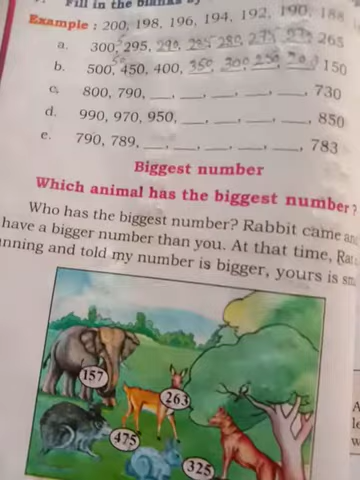 Fill in the blanks by
Example : 200, 198, 196, 194, 192, 190, 188
a. 300, 295, 290, 285, 280, 275, 270 265
b. 500, 450, 400, 350, 300, 250, 200, 150
c. 800, 790, ___, ___, ___, ___, ___, 730
d. 990, 970, 950, ___, ___, ___, ___, 850
e. 790, 789, ___, ___, ___, ___, ___, 783
Biggest number
Which animal has the biggest number?
Who has the biggest number? Rabbit came and
have a bigger number than you. At that time,
and told my number is bigger, yours is
157
263
475
325